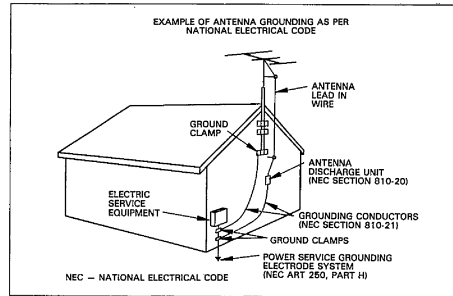 EXAMPLE OF ANTENNA GROUNDING AS PER
NATIONAL ELECTRICAL CODE
ANTENNA
LEAD IN
WIRE
GROUND
CLAMP
ANTENNA
DISCHARGE UNIT
(NEC SECTION 810-20)
ELECTRIC
SERVICE
EQUIPMENT
GROUNDING CONDUCTORS
(NEC SECTION 810-21)
GROUND CLAMPS
POWER SERVICE GROUNDING
ELECTRODE SYSTEM
(NEC ART 250, PART H)
NEC — NATIONAL ELECTRICAL CODE